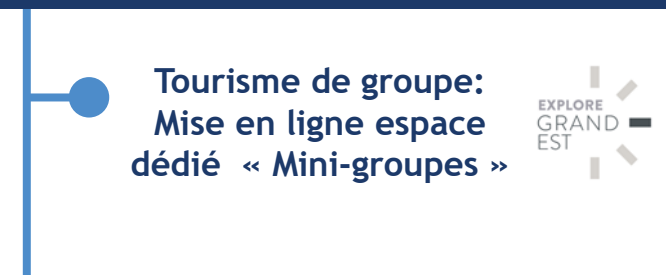 Tourisme de groupe:
Mise en ligne espace
dédié « Mini-groupes »
EXPLORE
GRAND
EST